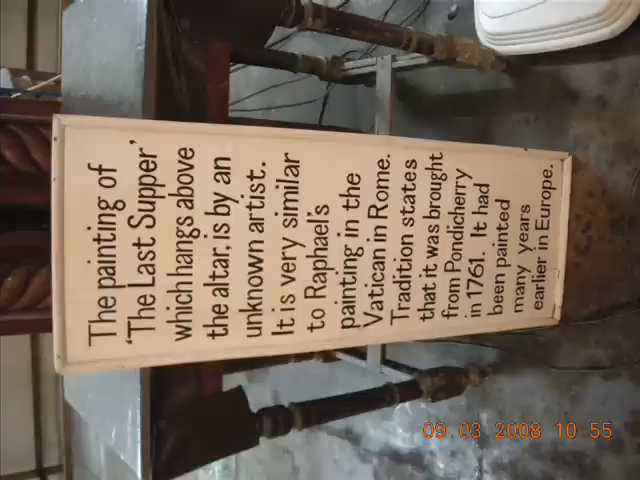 The painting of
'The Last Supper'
which hangs above
the altar, is by an
unknown artist.
It is very similar
to Raphael's
painting in the
Vatican in Rome.
Tradition states
that it was brought
from Pondicherry
in 1761. It had
been painted
many years
earlier in Europe.
09.03 2008 10 55